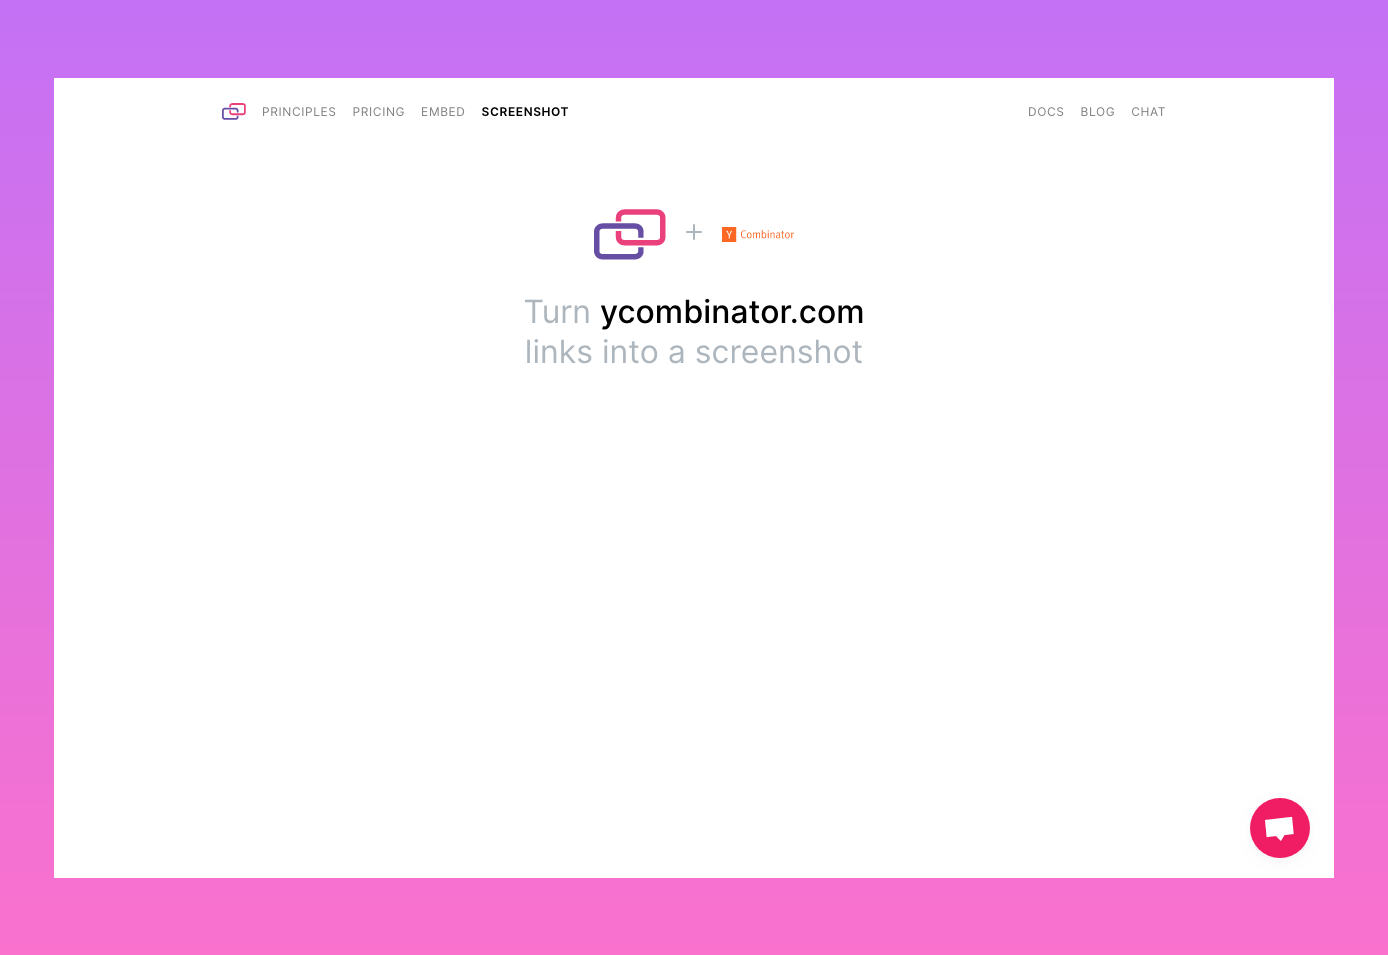 PRINCIPLES PRICING EMBED SCREENSHOT DOCS BLOG CHAT
Y Combinator
Turn ycombinator.com
links into a screenshot